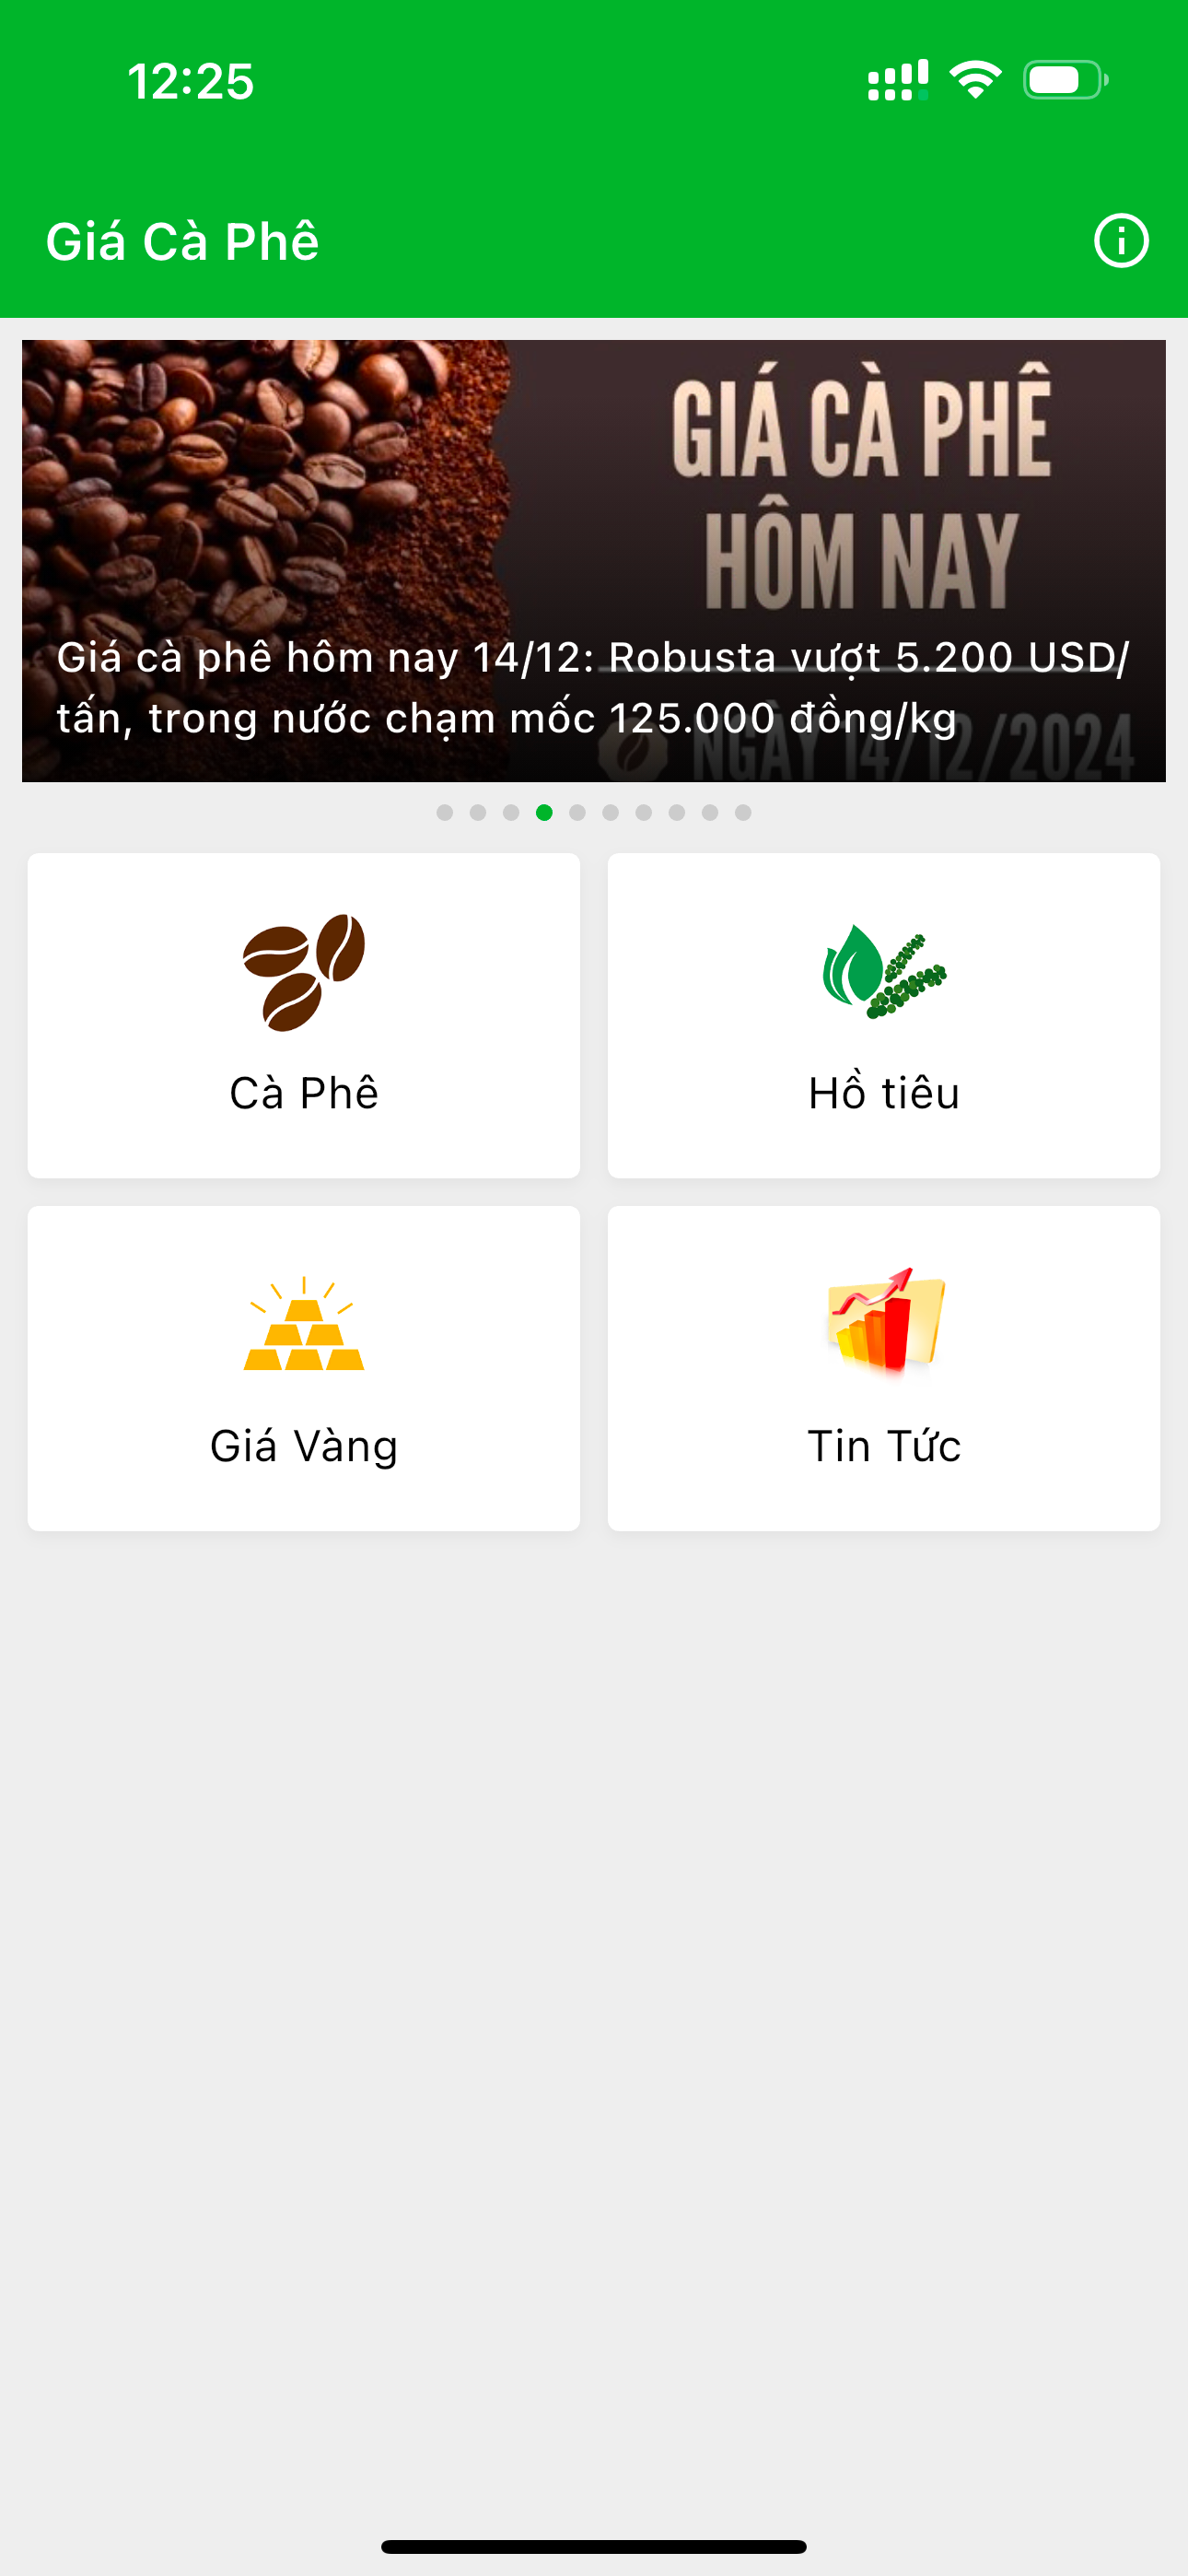 12:25
Giá Cà Phê
GIÁ CÀ PHÊ
HÔM NAY
Giá cà phê hôm nay 14/12: Robusta vượt 5.200 USD/
tấn, trong nước chạm mốc 125.000 đồng/kg
NGÀY 14/12/2024
Cà Phê
Hồ tiêu
Giá Vàng
Tin Tức